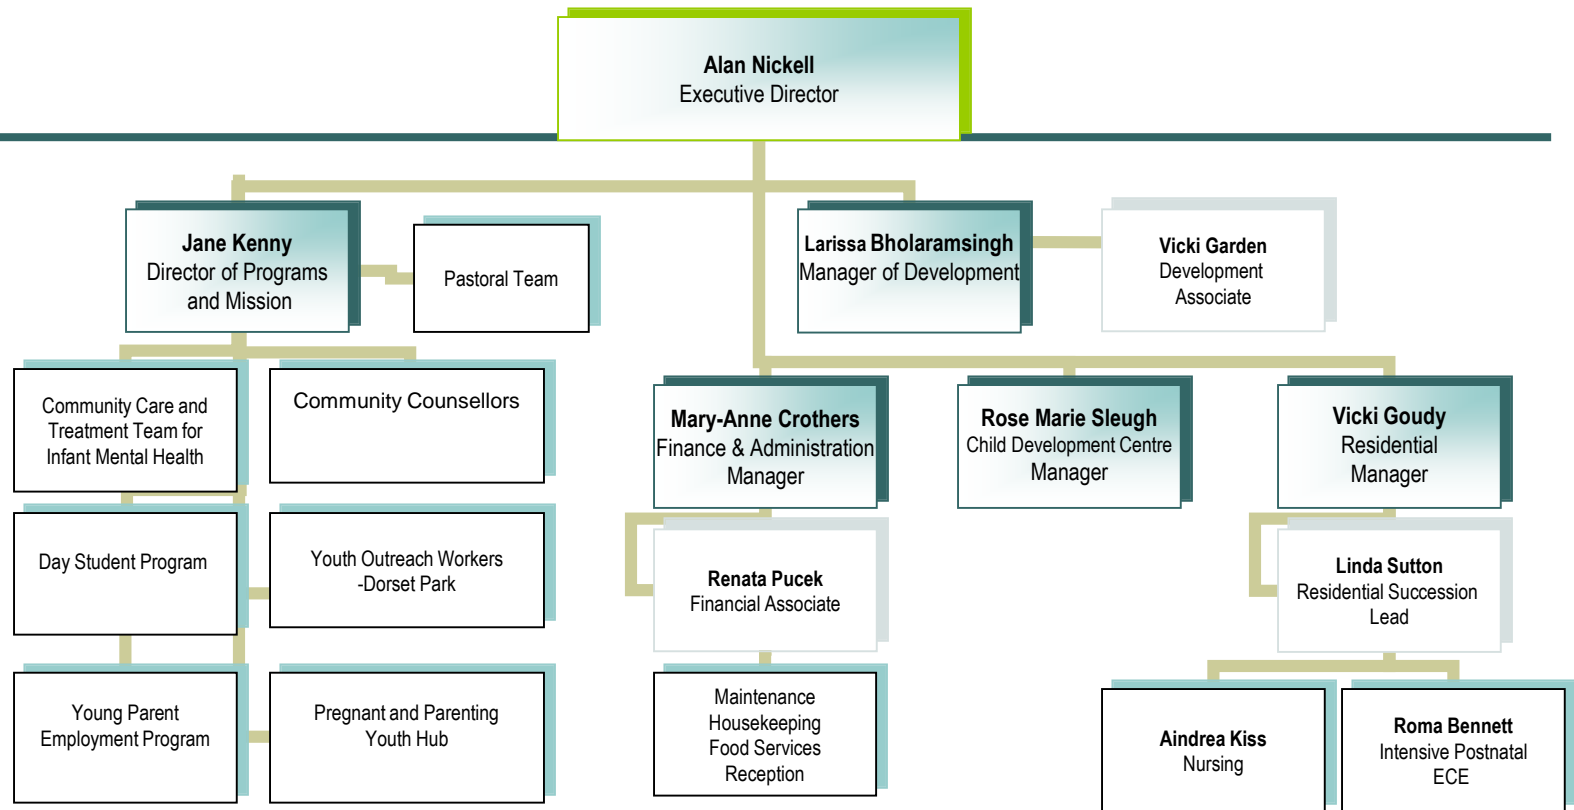 Alan Nickell
Executive Director
Jane Kenny
Director of Programs
and Mission
Pastoral Team
Larissa Bholaramsingh
Manager of Development
Vicki Garden
Development
Associate
Community Care and
Treatment Team for
Infant Mental Health
Community Counsellors
Mary-Anne Crothers
Finance & Administration
Manager
Rose Marie Sleugh
Child Development Centre
Manager
Vicki Goudy
Residential
Manager
Day Student Program
Youth Outreach Workers
-Dorset Park
Renata Pucek
Financial Associate
Linda Sutton
Residential Succession
Lead
Young Parent
Employment Program
Pregnant and Parenting
Youth Hub
Maintenance
Housekeeping
Food Services
Reception
Aindrea Kiss
Nursing
Roma Bennett
Intensive Postnatal
ECE